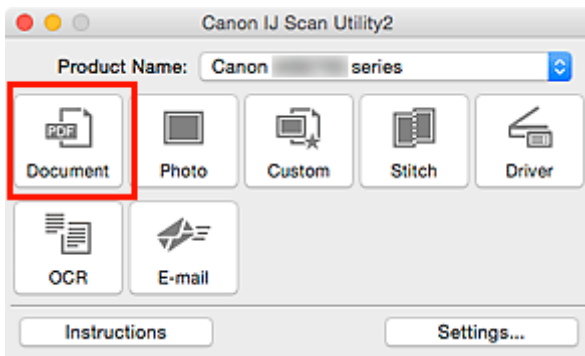 Canon IJ Scan Utility2
Product Name: Canon series
PDF
Document Photo Custom Stitch Driver
OCR E-mail
Instructions Settings...